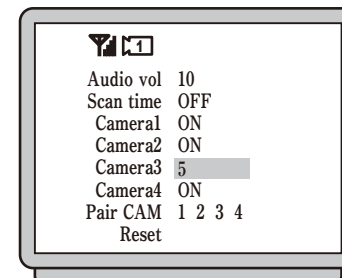 1
Audio vol 10
Scan time OFF
Camera1 ON
Camera2 ON
Camera3 5
Camera4 ON
Pair CAM 1 2 3 4
Reset